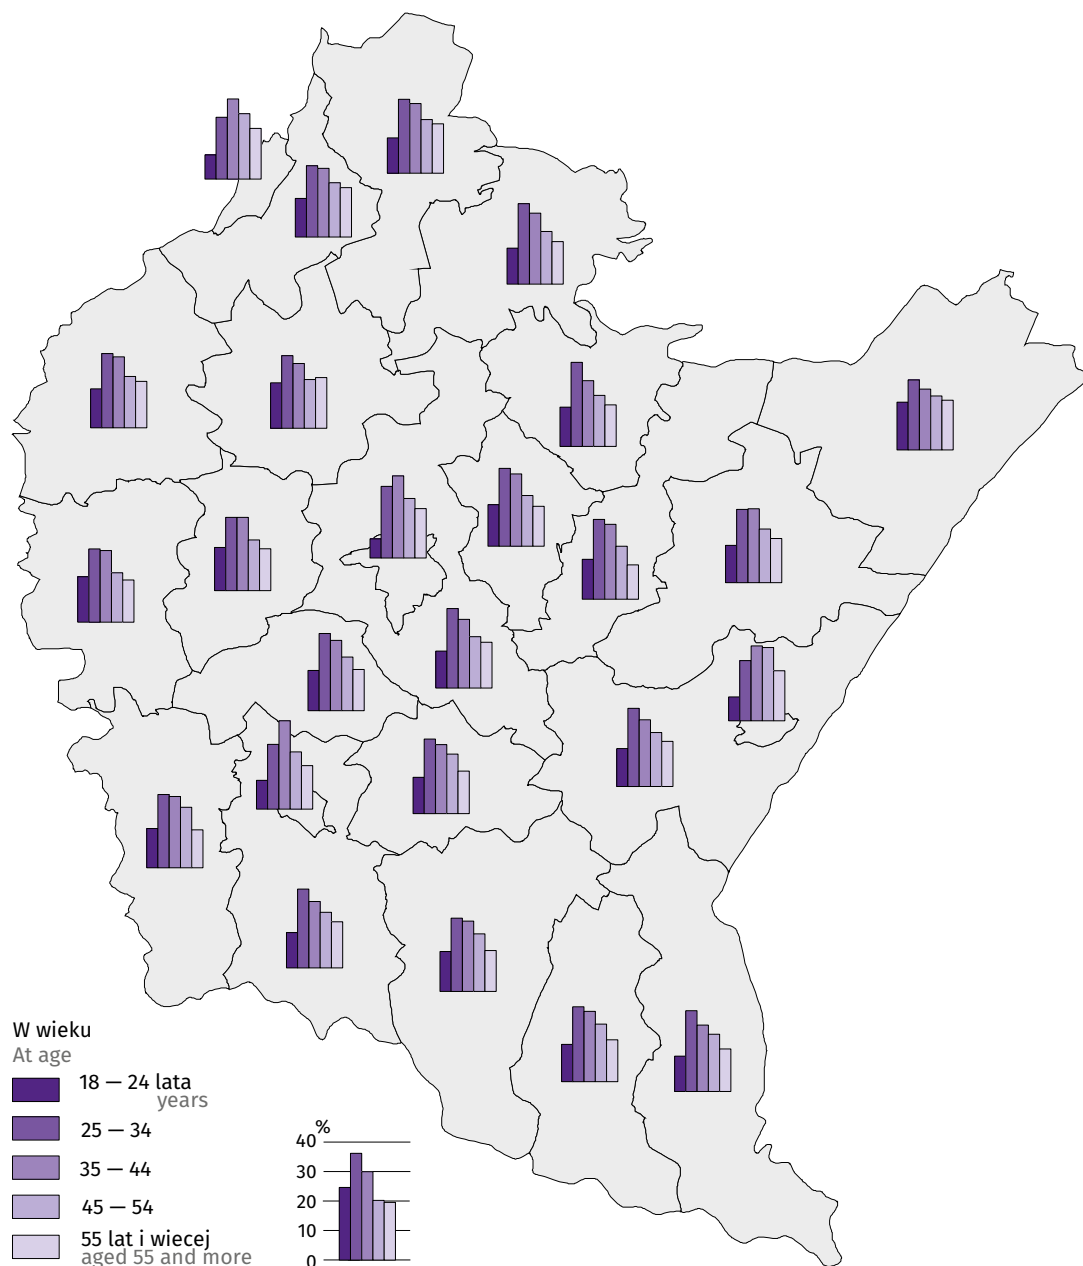 W wieku
At age
18 — 24 lata
years
25 — 34
35 — 44
45 — 54
55 lat i wiecej
aged 55 and more
%
40
30
20
10
0